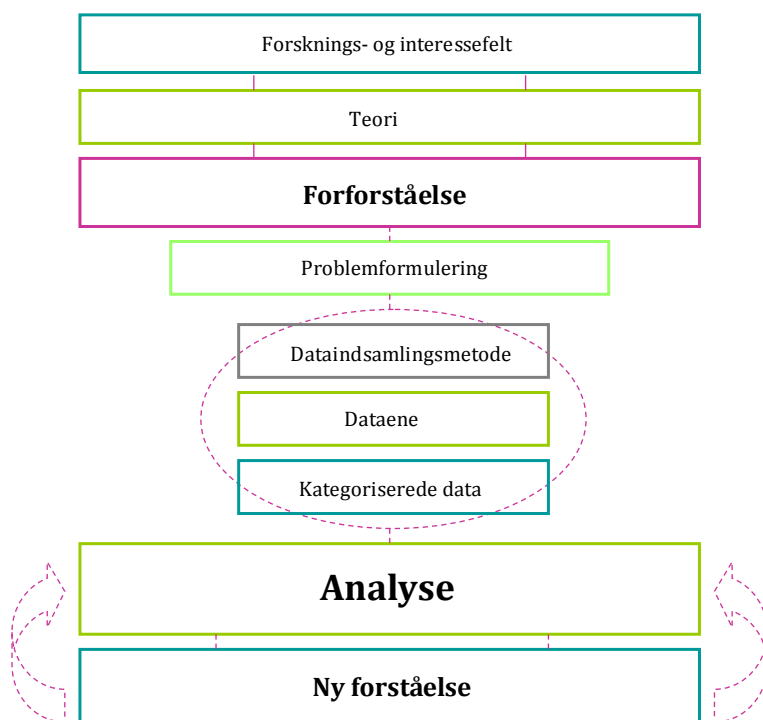 Forsknings- og interessefelt
Teori
Forforståelse
Problemformulering
Dataindsamlingsmetode
Dataene
Kategoriserede data
Analyse
Ny forståelse